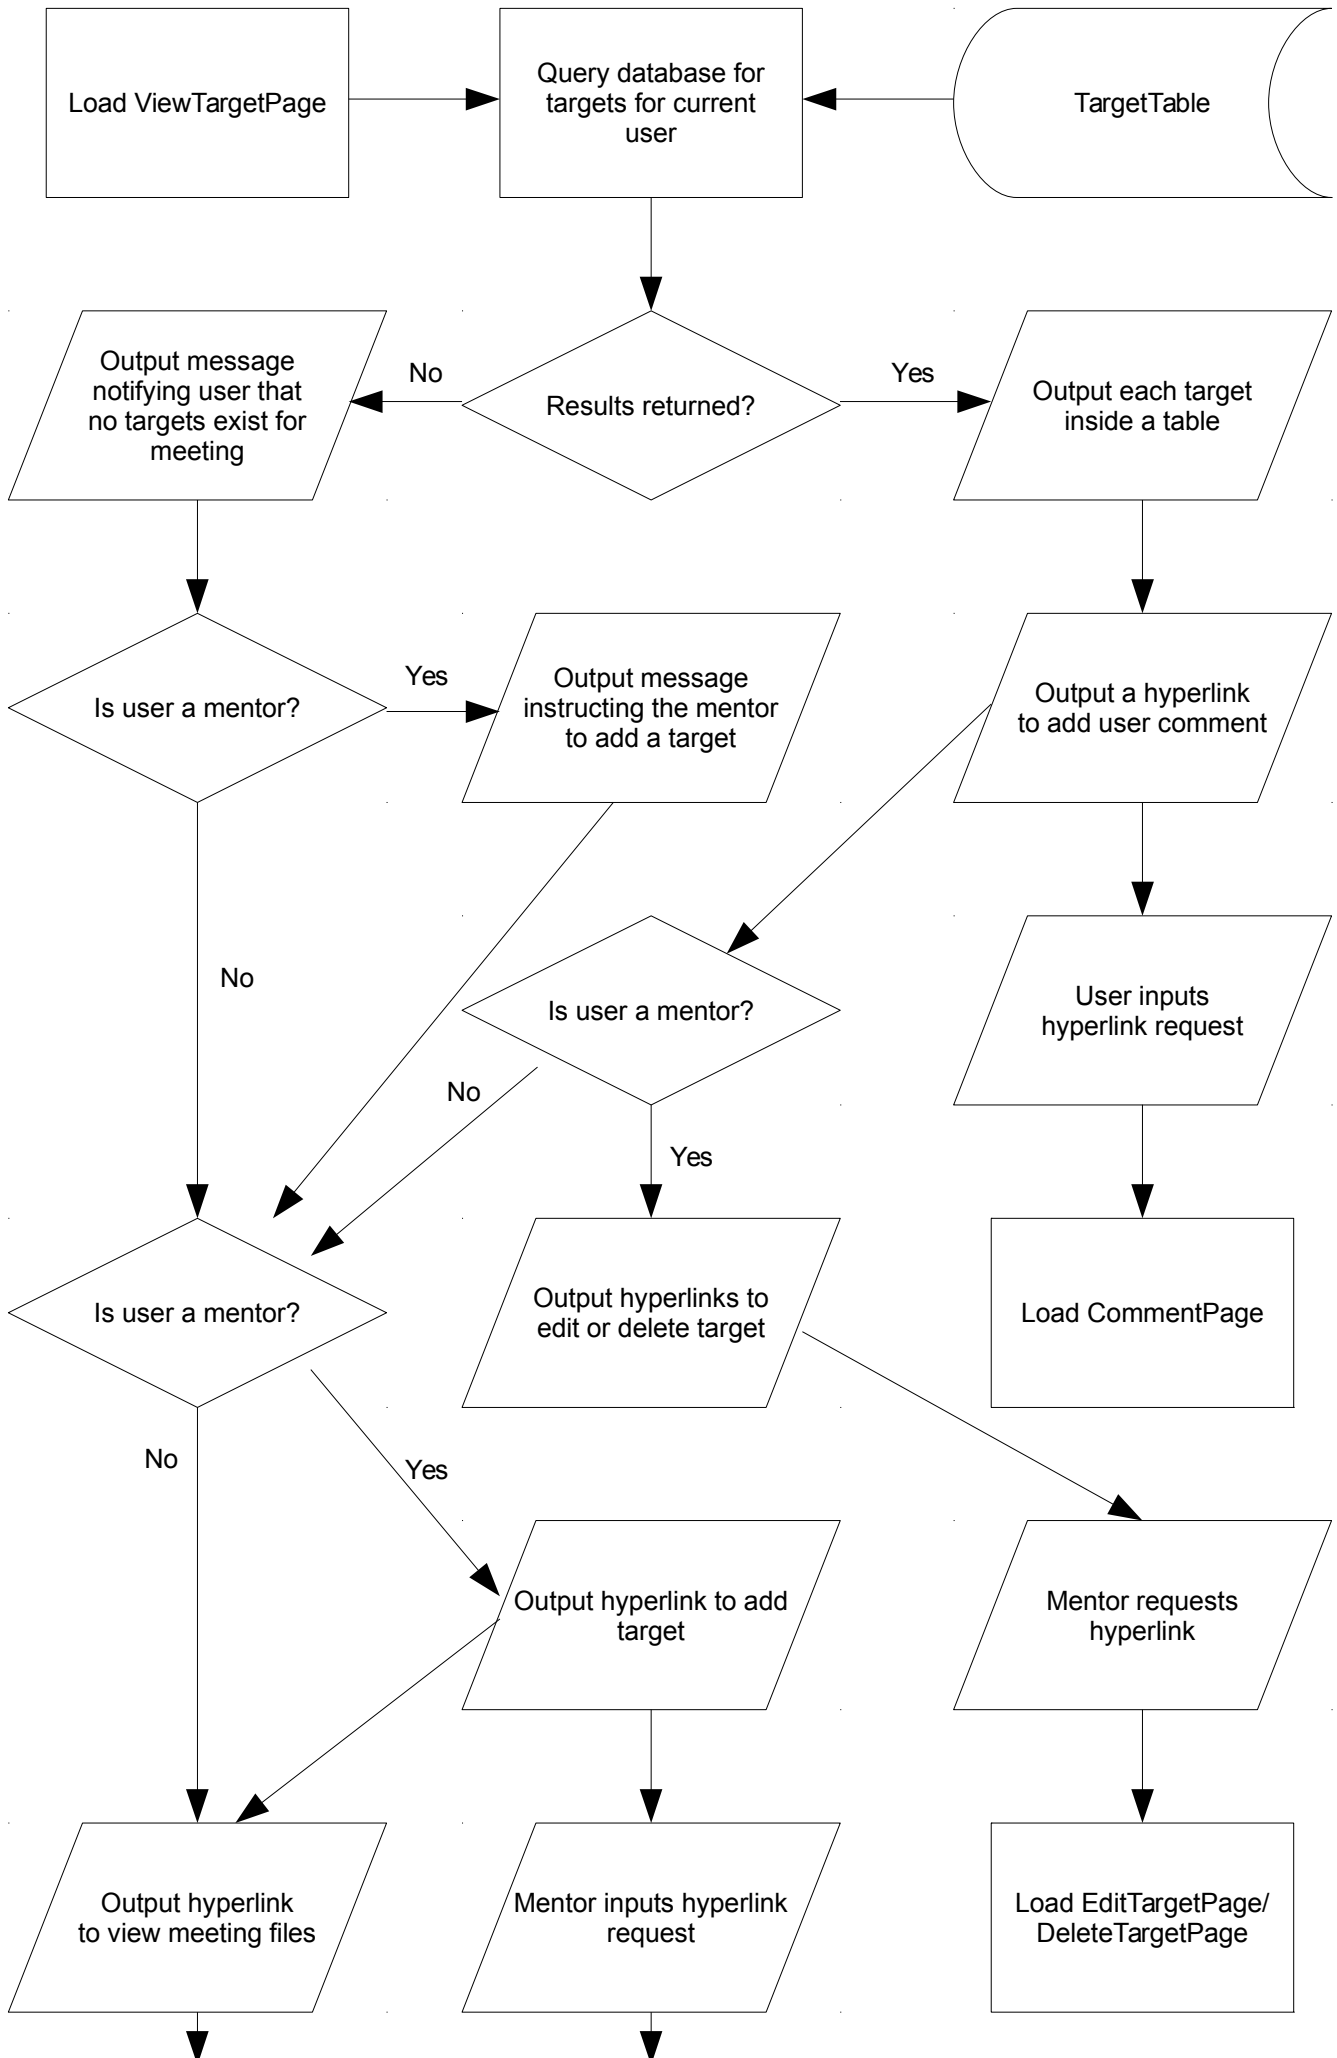 Load ViewTargetPage
Query database for
targets for current
user
TargetTable
Output message
notifying user that
no targets exist for
meeting
No
Results returned?
Yes
Output each target
inside a table
Is user a mentor?
Yes
Output message
instructing the mentor
to add a target
Output a hyperlink
to add user comment
No
Is user a mentor?
User inputs
hyperlink request
No
Yes
Is user a mentor?
Output hyperlinks to
edit or delete target
Load CommentPage
No
Yes
Output hyperlink to add
target
Mentor requests
hyperlink
Output hyperlink
to view meeting files
Mentor inputs hyperlink
request
Load EditTargetPage/
DeleteTargetPage